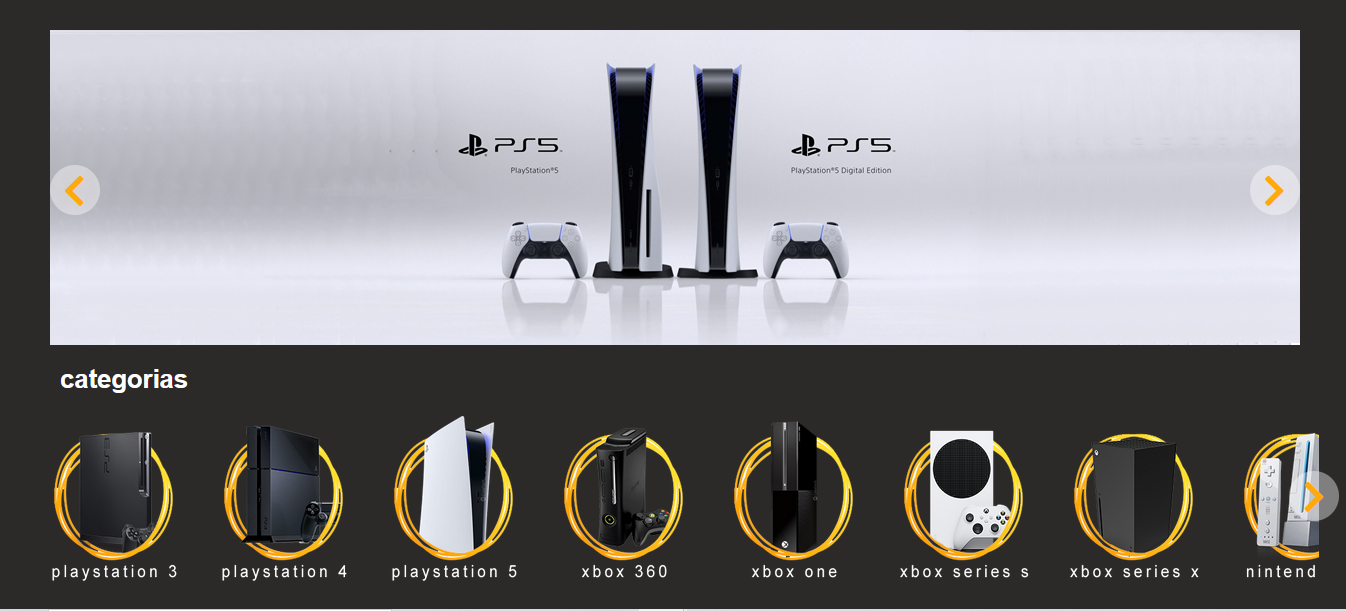 PS5
PlayStation®5
PS5
PlayStation®5 Digital Edition
categorias
playstation 3
playstation 4
playstation 5
xbox 360
xbox one
xbox series s
xbox series x
nintend